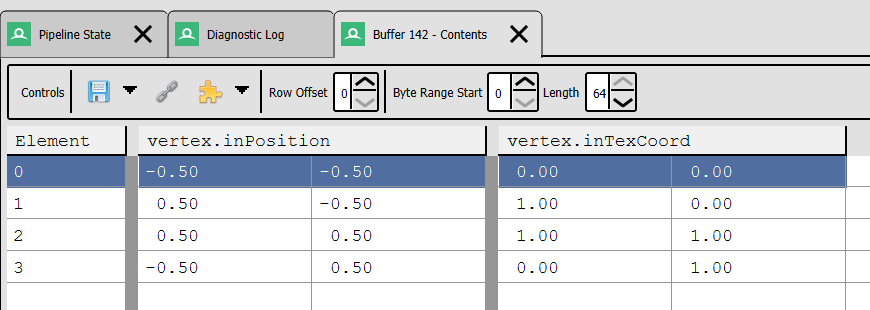 Pipeline State Diagnostic Log Buffer 142 - Contents
Controls Row Offset 0 Byte Range Start 0 Length 64
Element vertex.inPosition vertex.inTexCoord
0 -0.50 -0.50 0.00 0.00
1 0.50 -0.50 1.00 0.00
2 0.50 0.50 1.00 1.00
3 -0.50 0.50 0.00 1.00